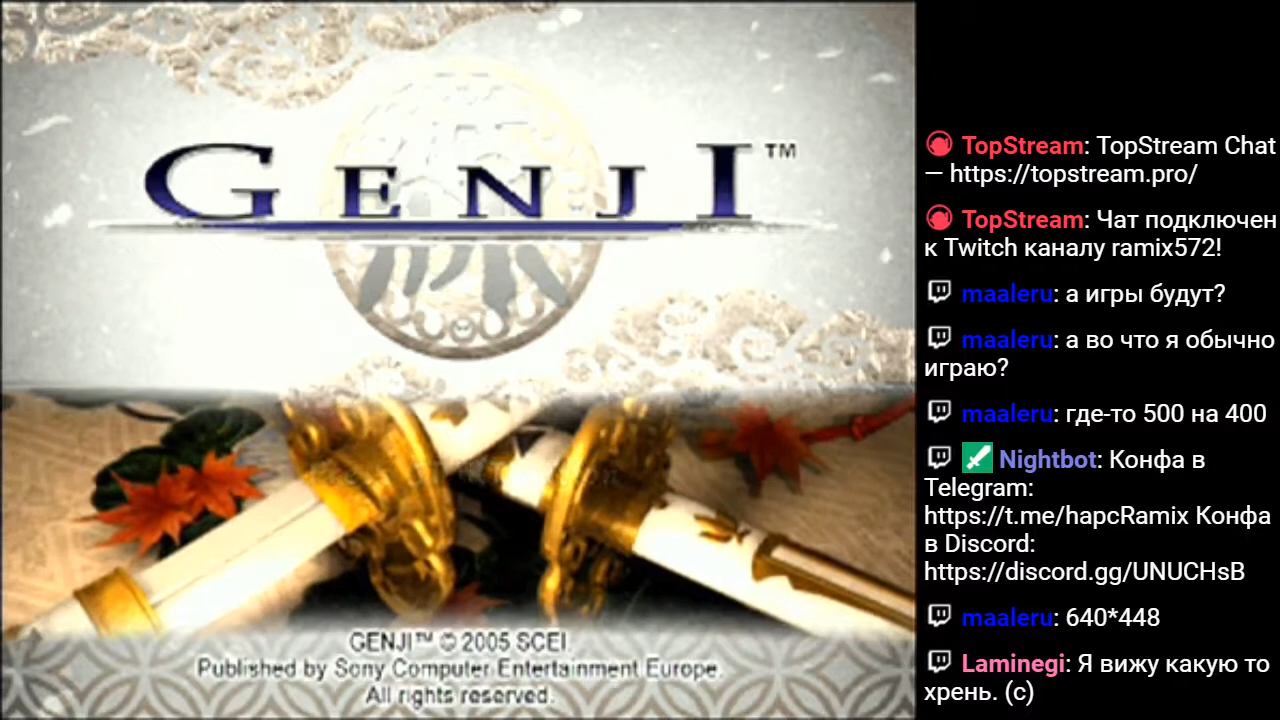 GENJI™
GENJI™ © 2005 SCEI.
Published by Sony Computer Entertainment Europe.
All rights reserved.
TopStream: TopStream Chat
— https://topstream.pro/
TopStream: Чат подключен
к Twitch каналу ramix572!
maaleru: а игры будут?
maaleru: а во что я обычно
играю?
maaleru: где-то 500 на 400
Nightbot: Конфа в
Telegram:
https://t.me/hapcRamix Конфа
в Discord:
https://discord.gg/UNUCHsB
maaleru: 640*448
Laminegi: Я вижу какую то
хрень. (с)